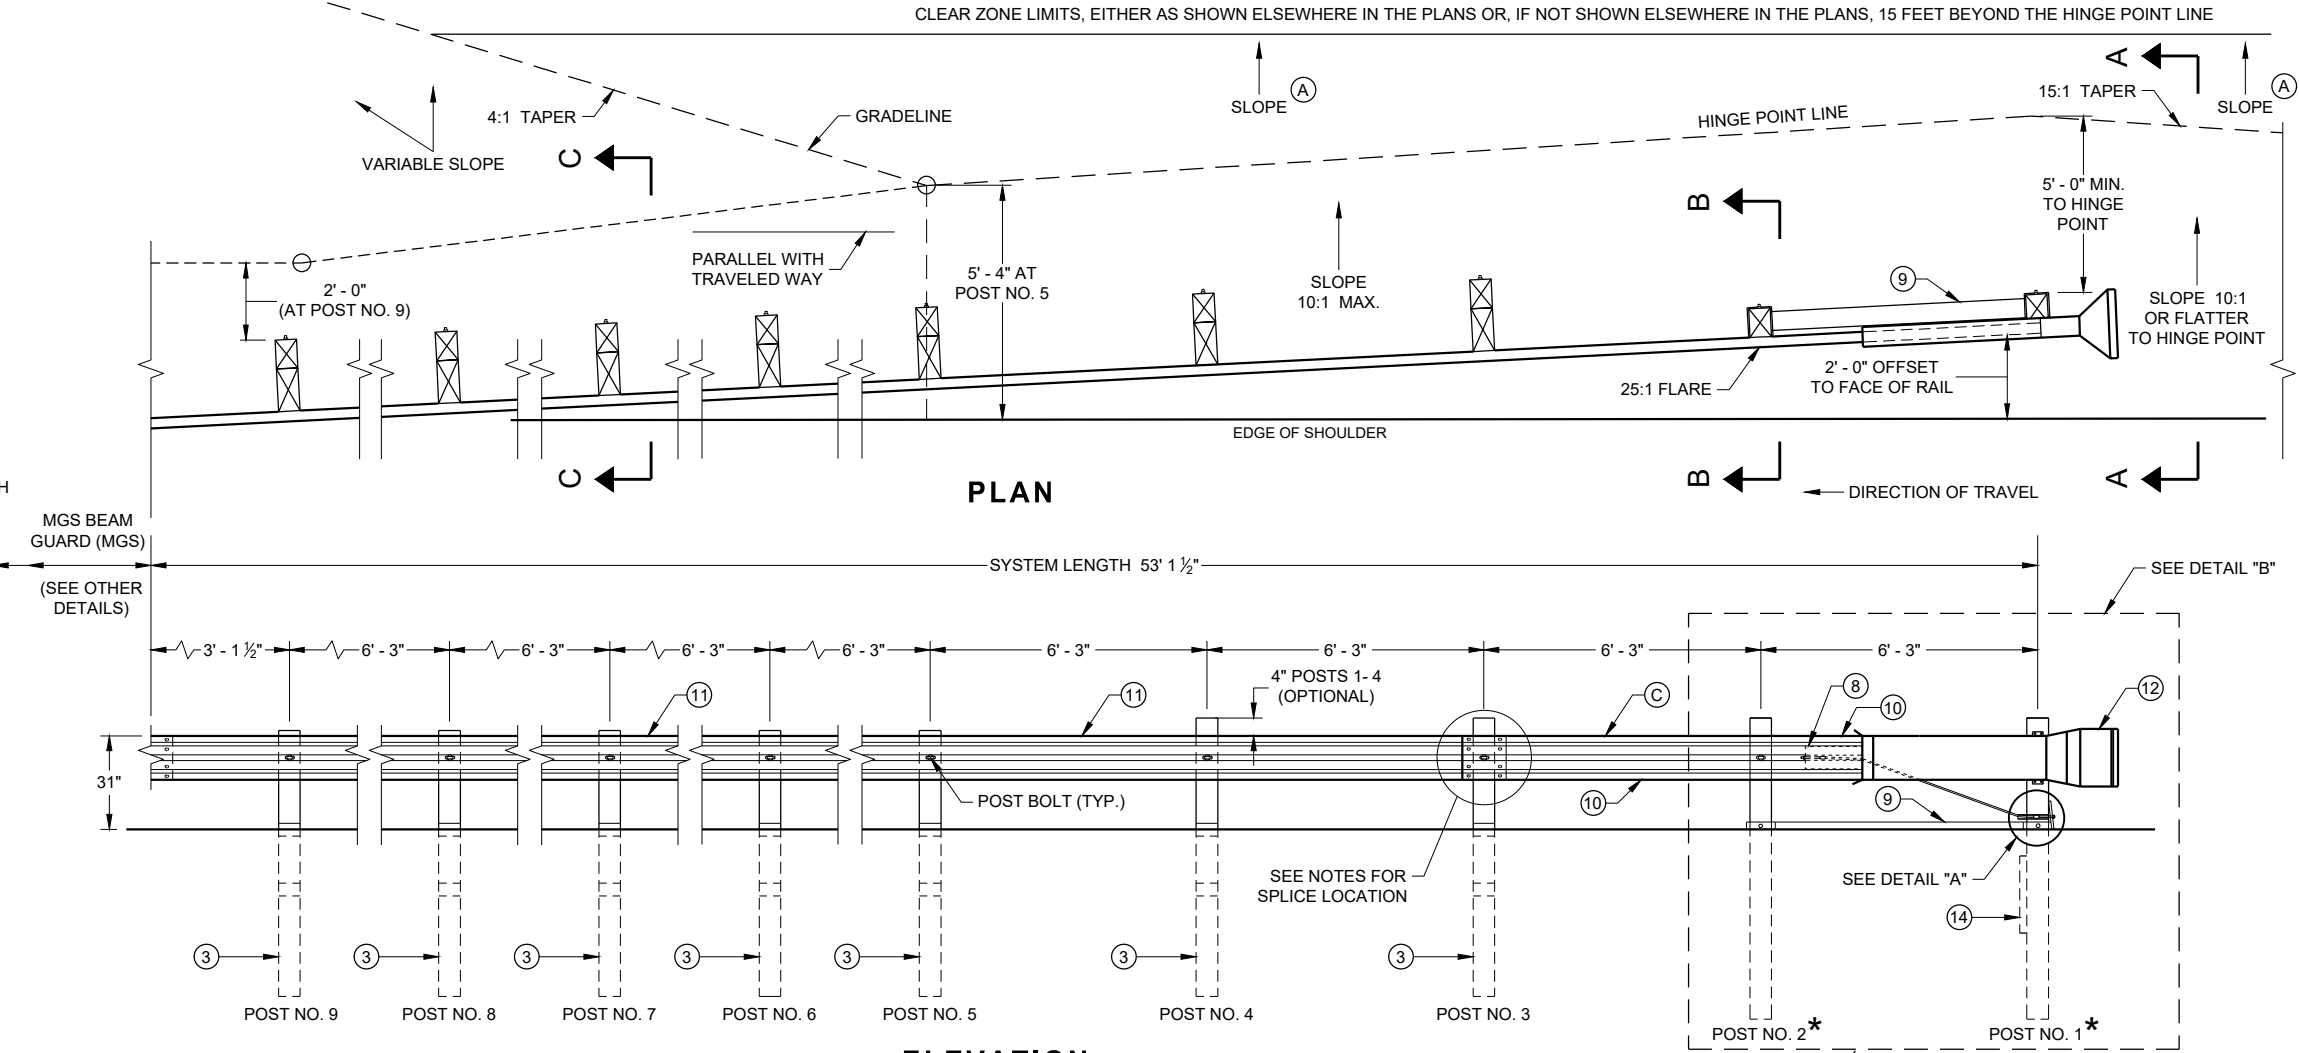 CLEAR ZONE LIMITS, EITHER AS SHOWN ELSEWHERE IN THE PLANS OR, IF NOT SHOWN ELSEWHERE IN THE PLANS, 15 FEET BEYOND THE HINGE POINT LINE
4:1 TAPER
GRADELINE
VARIABLE SLOPE
C
SLOPE
A
A
15:1 TAPER
SLOPE
A
HINGE POINT LINE
B
5' - 0" MIN.
TO HINGE
POINT
2' - 0"
(AT POST NO. 9)
PARALLEL WITH
TRAVELED WAY
5' - 4" AT
POST NO. 5
SLOPE
10:1 MAX.
9
SLOPE 10:1
OR FLATTER
TO HINGE POINT
25:1 FLARE
2' - 0" OFFSET
TO FACE OF RAIL
EDGE OF SHOULDER
C
B
A
PLAN
DIRECTION OF TRAVEL
H
MGS BEAM
GUARD (MGS)
(SEE OTHER
DETAILS)
SYSTEM LENGTH 53' 1 ½"
SEE DETAIL "B"
3' - 1 ½"
6' - 3"
6' - 3"
6' - 3"
6' - 3"
6' - 3"
6' - 3"
6' - 3"
6' - 3"
4" POSTS 1- 4
(OPTIONAL)
11
11
C
8
10
12
31"
POST BOLT (TYP.)
10
9
SEE NOTES FOR
SPLICE LOCATION
SEE DETAIL "A"
14
3
3
3
3
3
3
3
POST NO. 9
POST NO. 8
POST NO. 7
POST NO. 6
POST NO. 5
POST NO. 4
POST NO. 3
POST NO. 2*
POST NO. 1*
ELEVATION